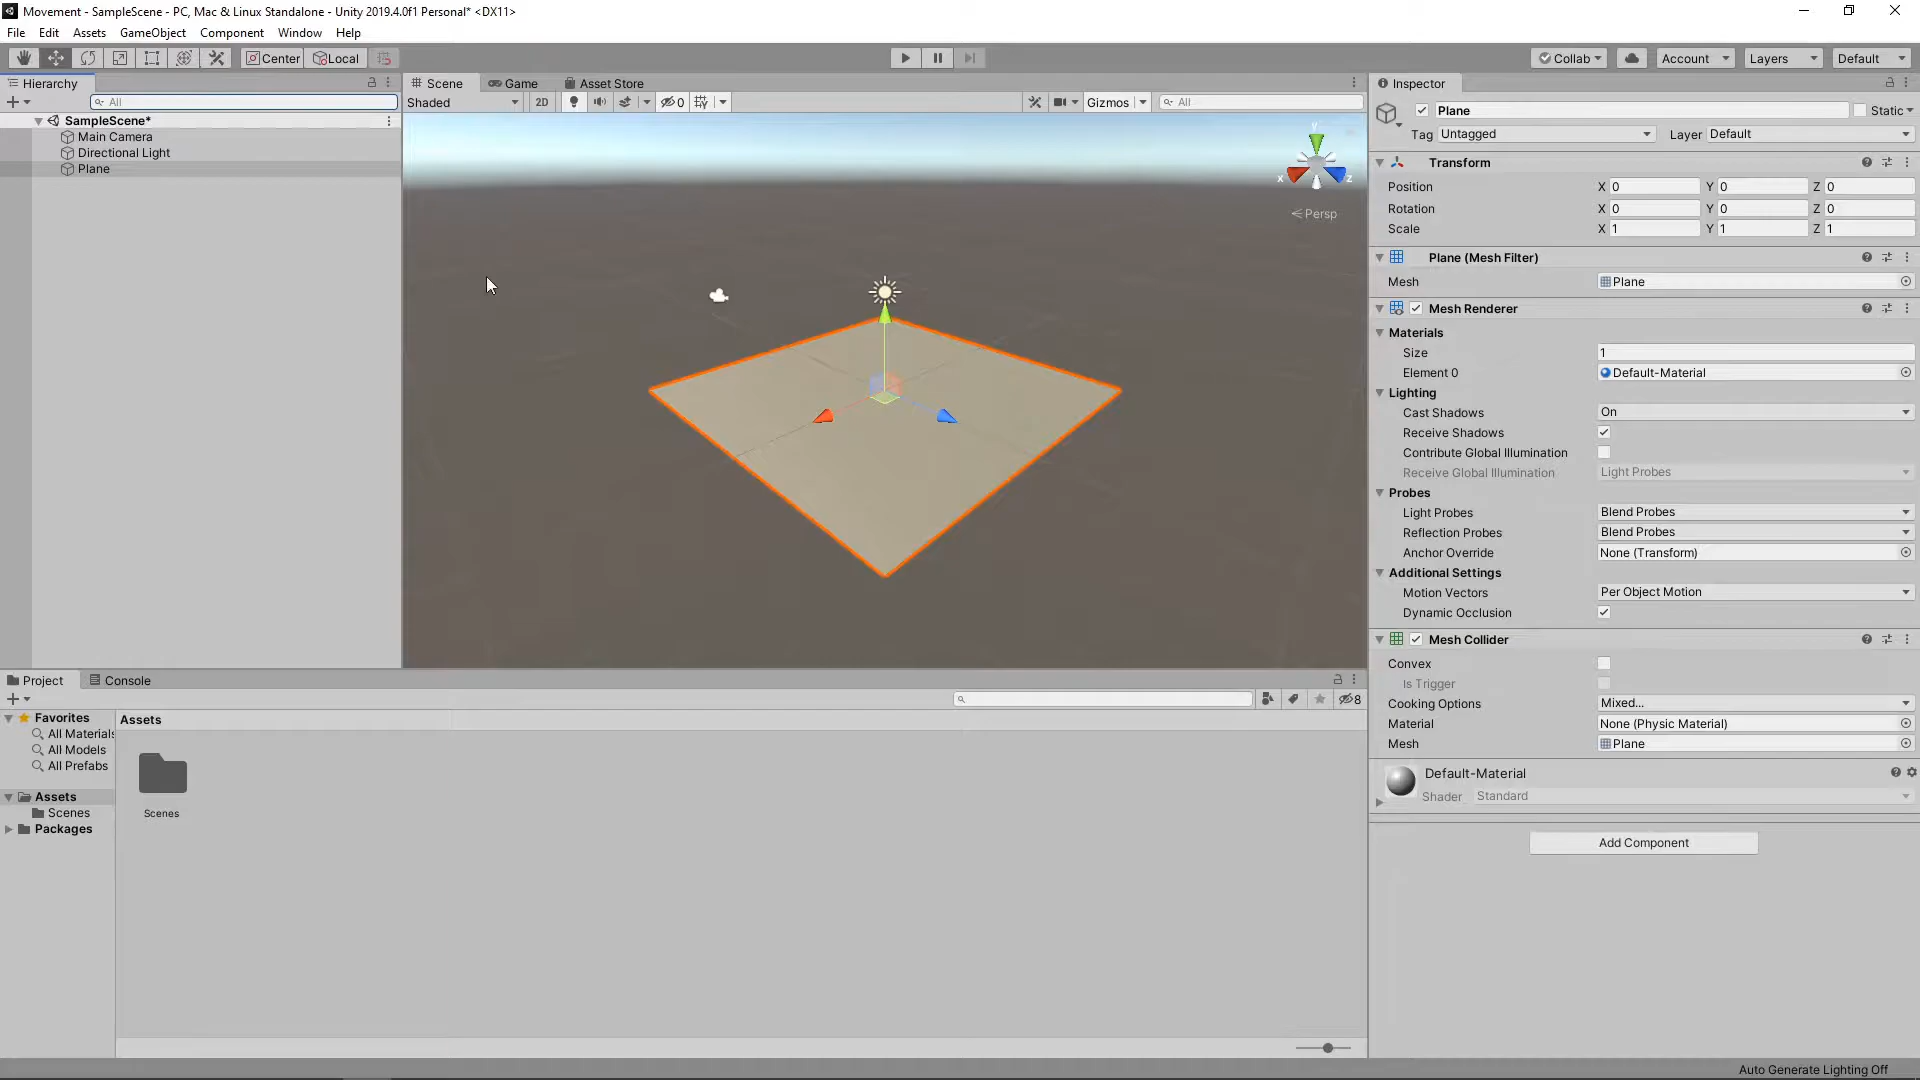 Movement - SampleScene - PC, Mac & Linux Standalone - Unity 2019.4.0f1 Personal* <DX11>
File Edit Assets GameObject Component Window Help
Center Local Collab Account Layers Default
Hierarchy
All
SampleScene*
Main Camera
Directional Light
Plane
Scene Game Asset Store
Shaded 2D 0 Gizmos All
y
x z
Persp
Inspector
Plane Static
Tag Untagged Layer Default
Transform
Position X 0 Y 0 Z 0
Rotation X 0 Y 0 Z 0
Scale X 1 Y 1 Z 1
Plane (Mesh Filter)
Mesh Plane
Mesh Renderer
Materials
Size 1
Element 0 Default-Material
Lighting
Cast Shadows On
Receive Shadows
Contribute Global Illumination
Receive Global Illumination Light Probes
Probes
Light Probes Blend Probes
Reflection Probes Blend Probes
Anchor Override None (Transform)
Additional Settings
Motion Vectors Per Object Motion
Dynamic Occlusion
Mesh Collider
Convex
Is Trigger
Cooking Options Mixed...
Material None (Physic Material)
Mesh Plane
Default-Material
Shader Standard
Add Component
Project Console
8
Favorites
All Materials
All Models
All Prefabs
Assets
Scenes
Packages
Assets
Scenes
Auto Generate Lighting Off